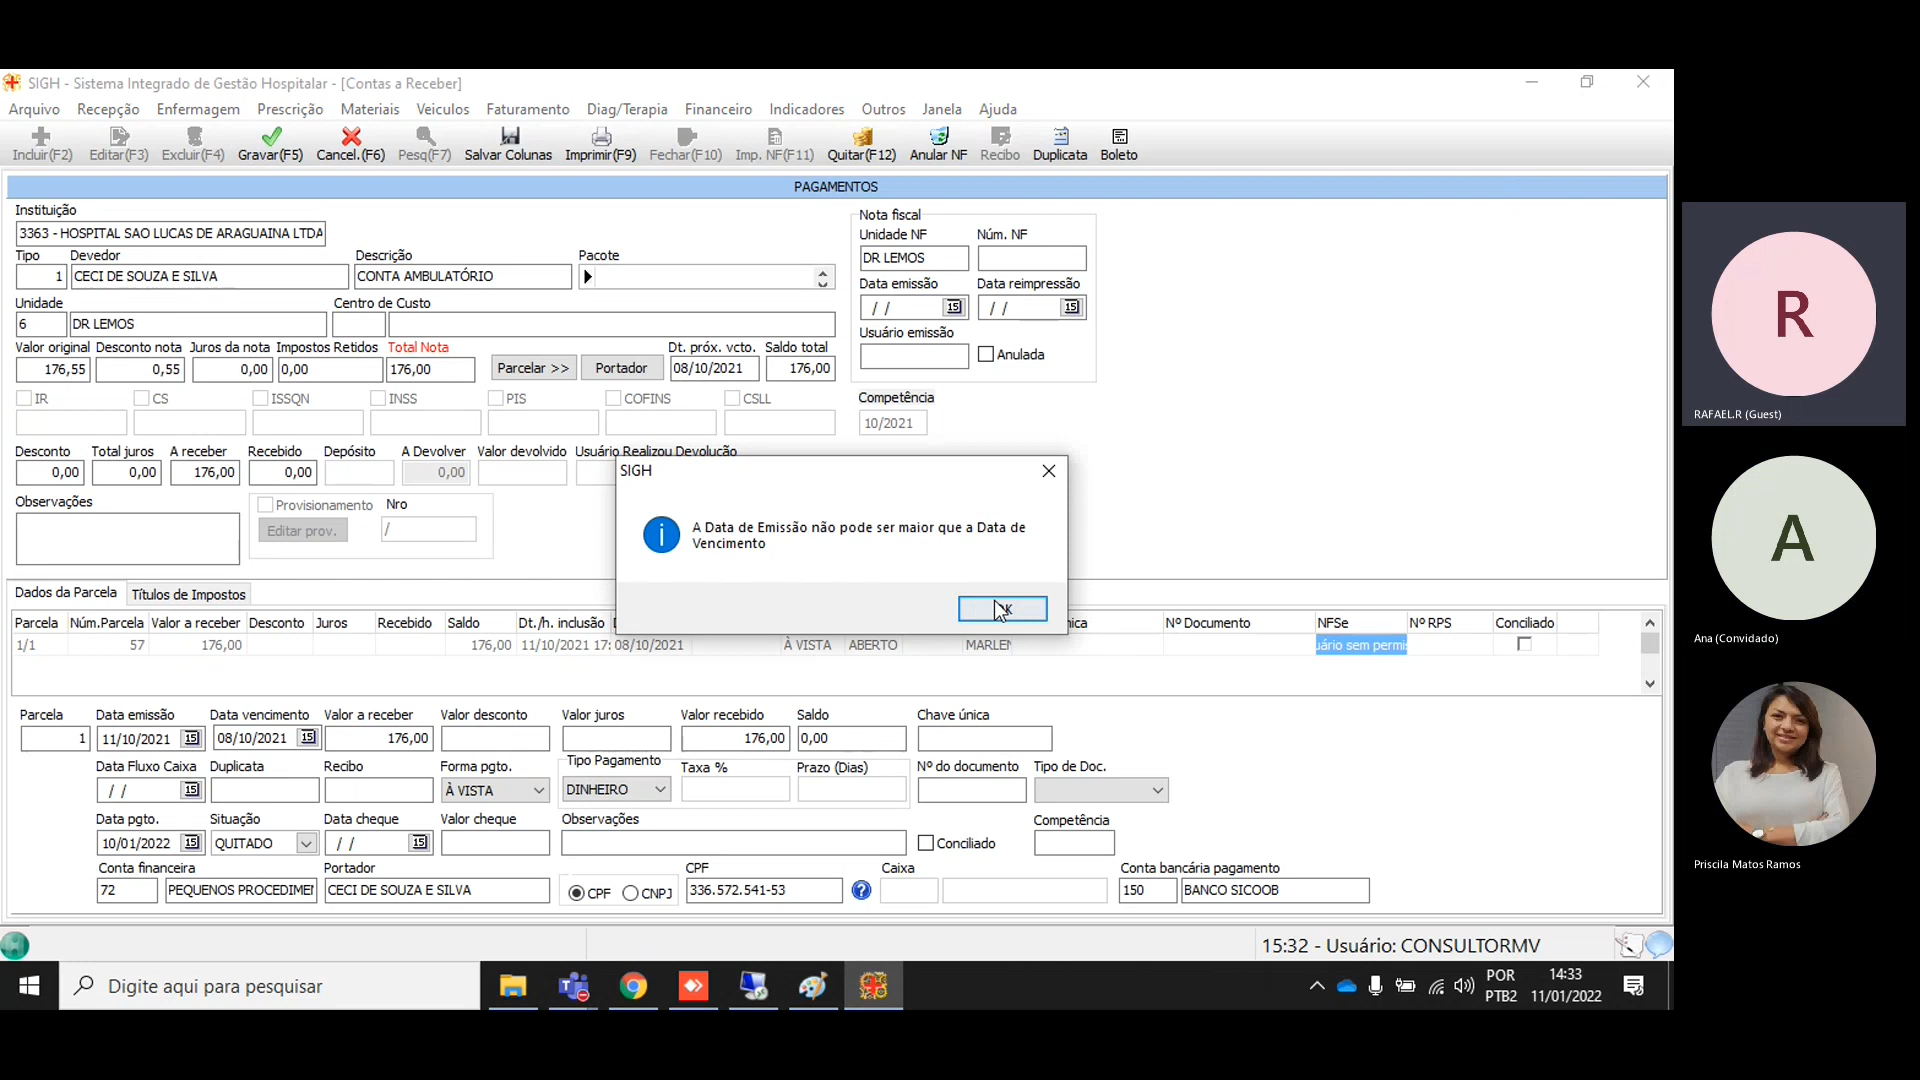 SIGH - Sistema Integrado de Gestão Hospitalar - [Contas a Receber]
Arquivo Recepção Enfermagem Prescrição Materiais Veiculos Faturamento Diag/Terapia Financeiro Indicadores Outros Janela Ajuda
Incluir(F2) Editar(F3) Excluir(F4) Gravar(F5) Cancel.(F6) Pesq(F7) Salvar Colunas Imprimir(F9) Fechar(F10) Imp. NF(F11) Quitar(F12) Anular NF Recibo Duplicata Boleto
PAGAMENTOS
Instituição
3363 - HOSPITAL SAO LUCAS DE ARAGUAINA LTDA
Tipo Devedor Descrição Pacote
1 CECI DE SOUZA E SILVA CONTA AMBULATÓRIO
Unidade Centro de Custo
6 DR LEMOS
Valor original Desconto nota Juros da nota Impostos Retidos Total Nota Dt. próx. vcto. Saldo total
176,55 0,55 0,00 0,00 176,00 Parcelar >> Portador 08/10/2021 176,00
IR CS ISSQN INSS PIS COFINS CSLL
Nota fiscal
Unidade NF Núm. NF
DR LEMOS
Data emissão Data reimpressão
/ / 15 / / 15
Usuário emissão
Anulada
Competência
10/2021
Desconto Total juros A receber Recebido Depósito A Devolver Valor devolvido Usuário Realizou Devolução
0,00 0,00 176,00 0,00 0,00
Observações
Provisionamento Nro
Editar prov. /
SIGH
A Data de Emissão não pode ser maior que a Data de
Vencimento
Dados da Parcela Títulos de Impostos
Parcela Núm.Parcela Valor a receber Desconto Juros Recebido Saldo Dt./h. inclusão Nº Documento NFSe Nº RPS Conciliado
1/1 57 176,00 176,00 11/10/2021 17: 08/10/2021 À VISTA ABERTO MARLEN uário sem permis
Parcela Data emissão Data vencimento Valor a receber Valor desconto Valor juros Valor recebido Saldo Chave única
1 11/10/2021 15 08/10/2021 15 176,00 176,00 0,00
Data Fluxo Caixa Duplicata Recibo Forma pgto. Tipo Pagamento Taxa % Prazo (Dias) Nº do documento Tipo de Doc.
/ / 15 À VISTA DINHEIRO
Data pgto. Situação Data cheque Valor cheque Observações Competência
10/01/2022 15 QUITADO / / 15 Conciliado
Conta financeira Portador CPF Caixa Conta bancária pagamento
72 PEQUENOS PROCEDIMEN CECI DE SOUZA E SILVA CPF CNPJ 336.572.541-53 ? 150 BANCO SICOOB
15:32 - Usuário: CONSULTORMV
Digite aqui para pesquisar
POR
PTB2
14:33
11/01/2022
R
RAFAEL.R (Guest)
A
Ana (Convidado)
Priscila Matos Ramos